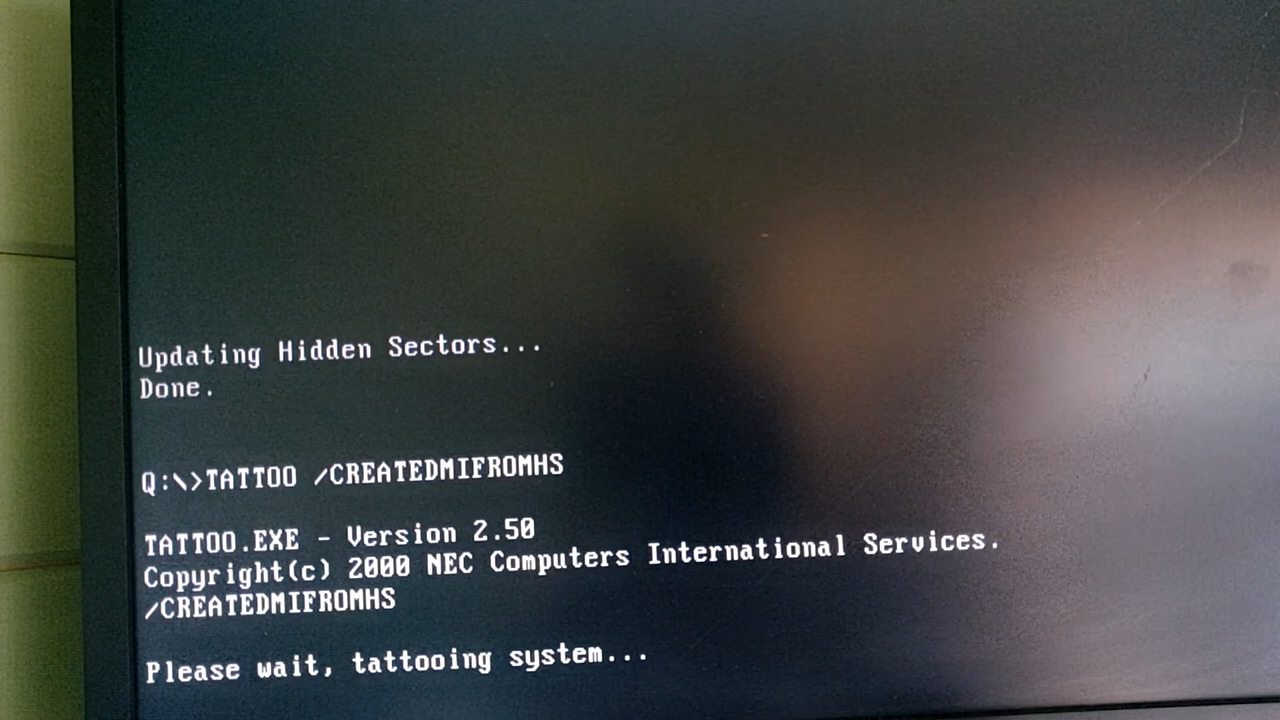 Updating Hidden Sectors...
Done.
Q:\>TATTOO /CREATEDMIFROMHS
TATTOO.EXE - Version 2.50
Copyright(c) 2000 NEC Computers International Services.
/CREATEDMIFROMHS
Please wait, tattooing system...